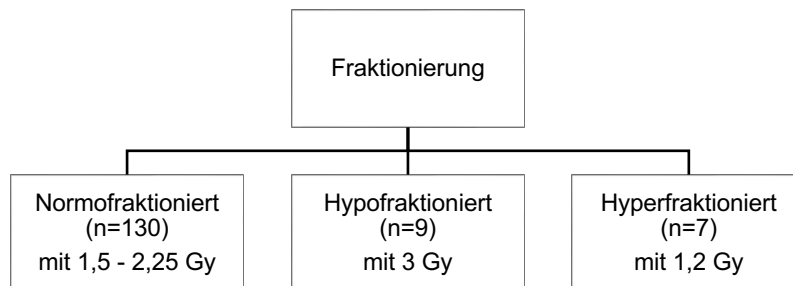 Fraktionierung
Normofraktioniert
(n=130)
mit 1,5 - 2,25 Gy
Hypofraktioniert
(n=9)
mit 3 Gy
Hyperfraktioniert
(n=7)
mit 1,2 Gy